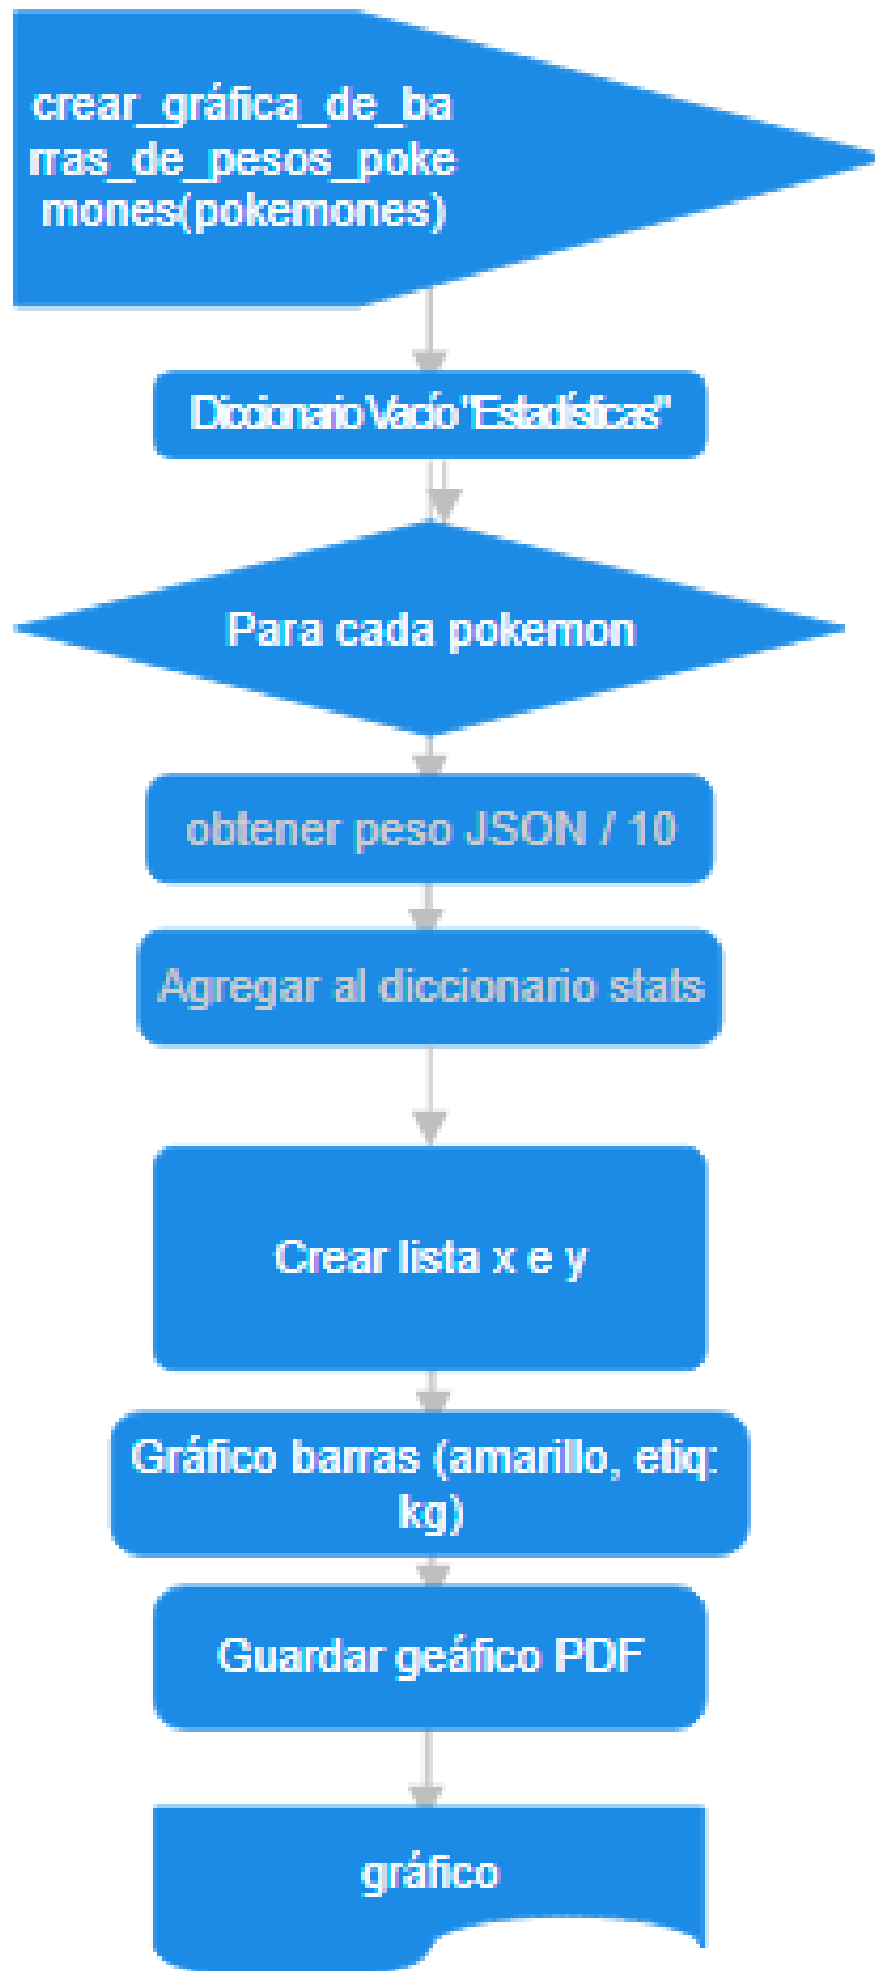 crear_gráfica_de_ba
rras_de_pesos_poke
mones(pokemones)
Diccionario Vacío "Estadísticas"
Para cada pokemon
obtener peso JSON / 10
Agregar al diccionario stats
Crear lista x e y
Gráfico barras (amarillo, etiq:
kg)
Guardar geáfico PDF
gráfico